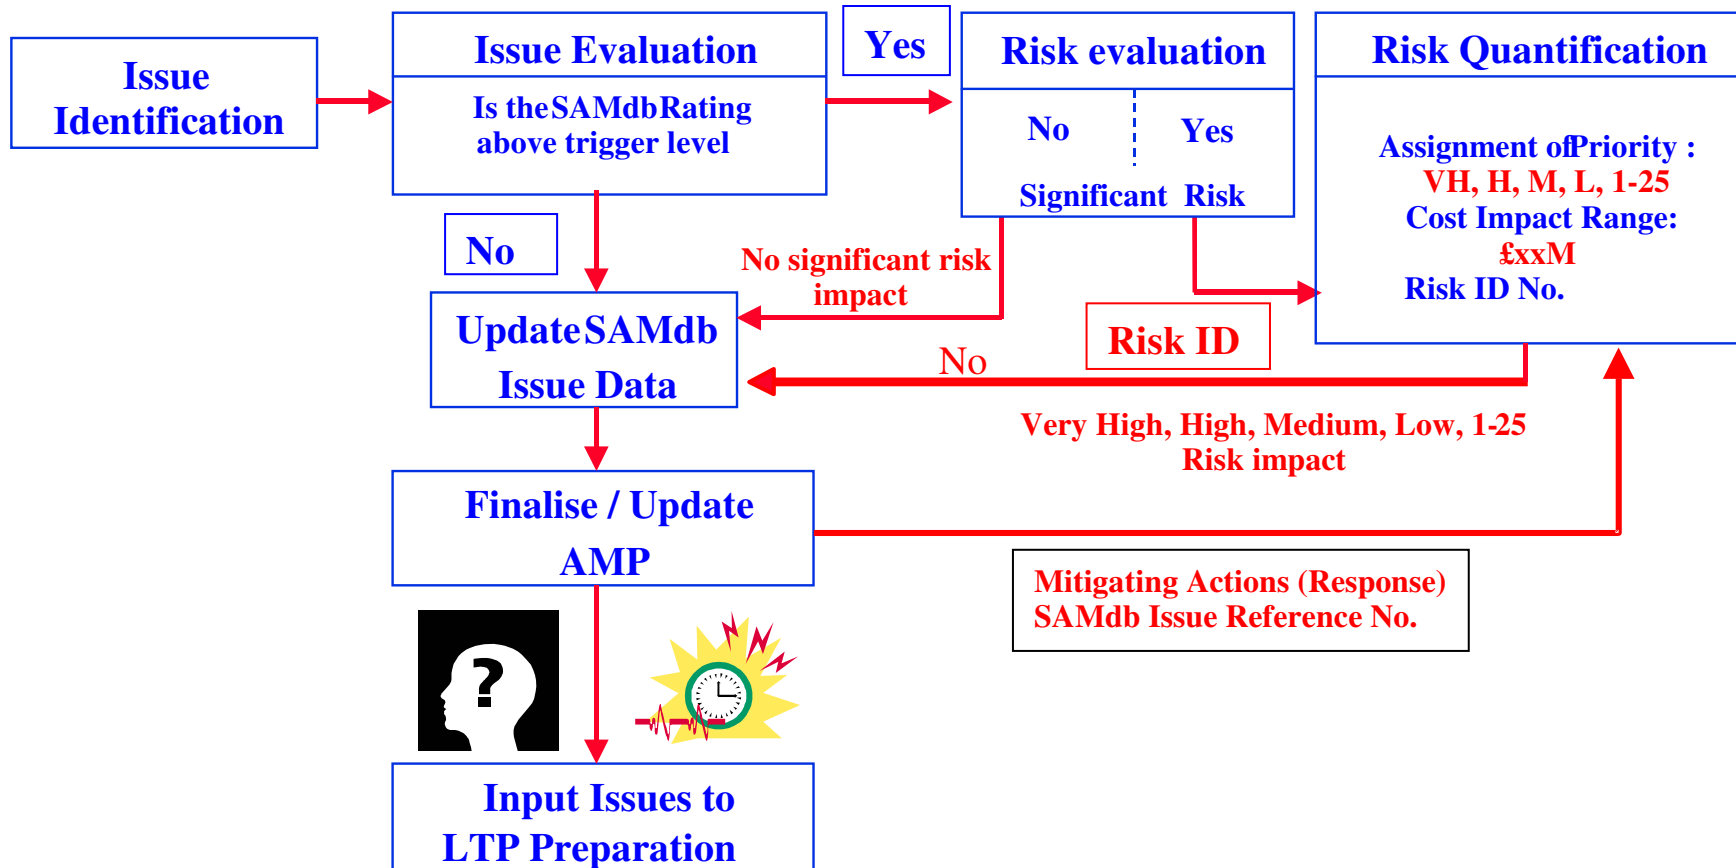 Issue
Identification
Issue Evaluation
Is the SAMdb Rating
above trigger level
Yes
Risk evaluation
No Yes
Significant Risk
Risk Quantification
Assignment of Priority :
VH, H, M, L, 1-25
Cost Impact Range:
£xxM
Risk ID No.
No
No significant risk
impact
Update SAMdb
Issue Data
Risk ID
No
Very High, High, Medium, Low, 1-25
Risk impact
Finalise / Update
AMP
Mitigating Actions (Response)
SAMdb Issue Reference No.
?
Input Issues to
LTP Preparation